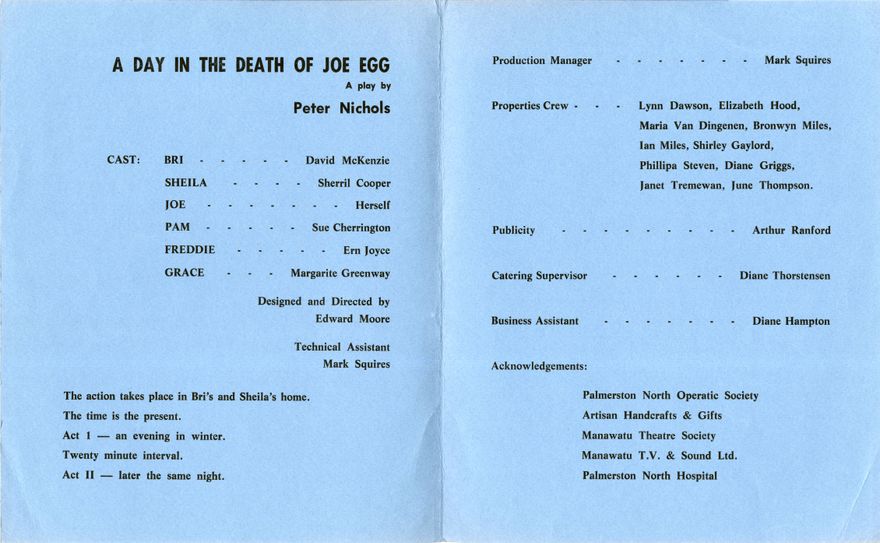 A DAY IN THE DEATH OF JOE EGG
A play by
Peter Nichols
CAST: BRI - - - - - David McKenzie
SHEILA - - - - Sherril Cooper
JOE - - - - - - - Herself
PAM - - - - - Sue Cherrington
FREDDIE - - - - - Ern Joyce
GRACE - - - Margarite Greenway
Designed and Directed by
Edward Moore
Technical Assistant
Mark Squires
The action takes place in Bri's and Sheila's home.
The time is the present.
Act I — an evening in winter.
Twenty minute interval.
Act II — later the same night.
Production Manager - - - - - - - Mark Squires
Properties Crew - - - Lynn Dawson, Elizabeth Hood,
Maria Van Dingenen, Bronwyn Miles,
Ian Miles, Shirley Gaylord,
Phillipa Steven, Diane Griggs,
Janet Tremewan, June Thompson.
Publicity - - - - - - - - - Arthur Ranford
Catering Supervisor - - - - - - Diane Thorstensen
Business Assistant - - - - - - - Diane Hampton
Acknowledgements:
Palmerston North Operatic Society
Artisan Handcrafts & Gifts
Manawatu Theatre Society
Manawatu T.V. & Sound Ltd.
Palmerston North Hospital